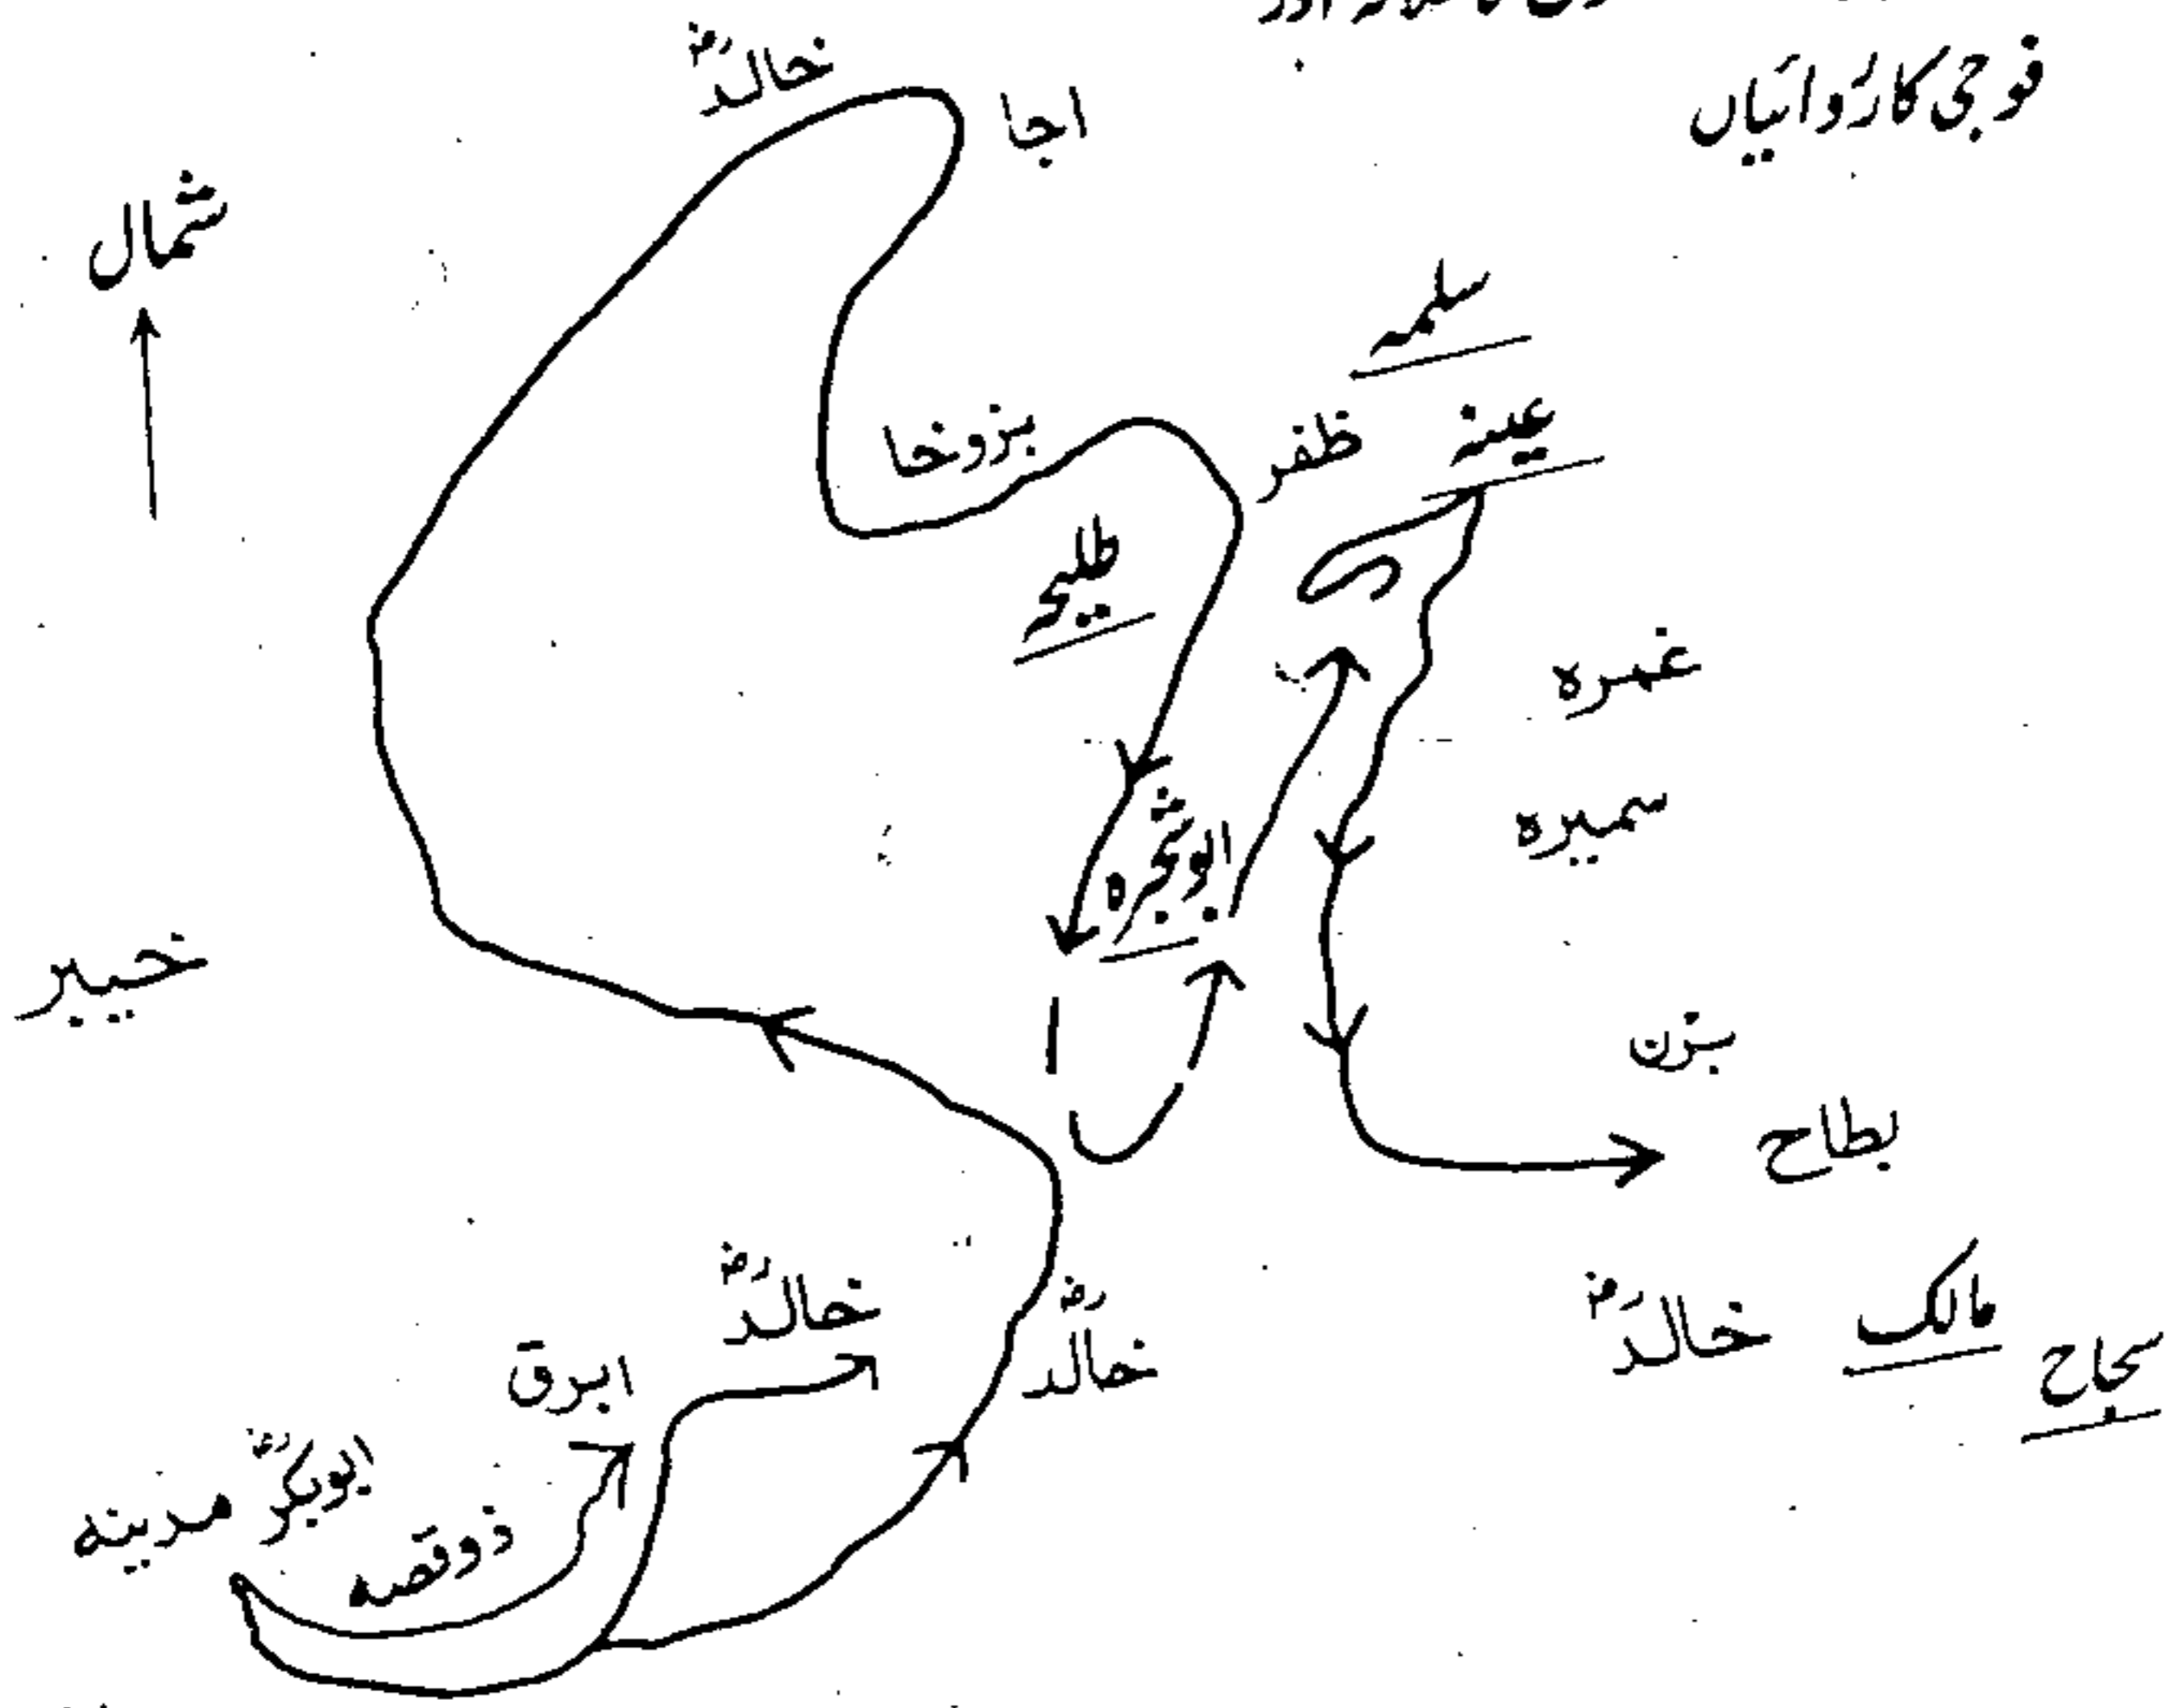 فوجی کارروائیاں
خالدؓ
اجا
شمال
سلمہ
عینہ
ظفر
بزوخا
طلیحہ
غمرہ
سمیرہ
ابوبجرہ
خیبر
بزن
بطاح
خالدؓ
خالدؓ
خالدؓ
مالک
سجاح
ابرق
ابوبکرؓ
مدینہ
ذوقصہ